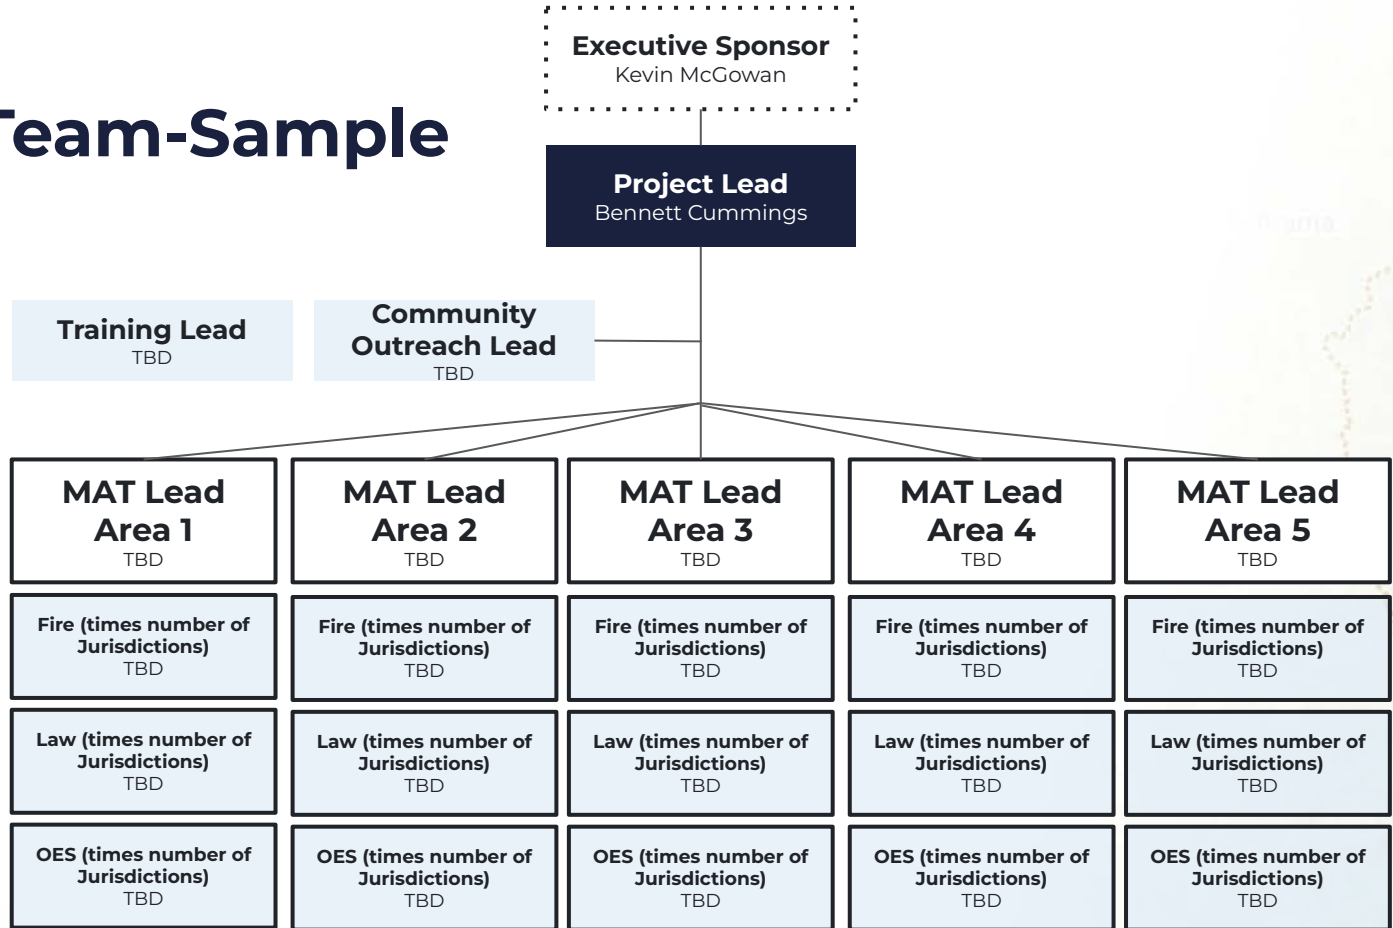 Executive Sponsor
Kevin McGowan
Team-Sample
Project Lead
Bennett Cummings
Training Lead
TBD
Community
Outreach Lead
TBD
MAT Lead
Area 1
TBD
MAT Lead
Area 2
TBD
MAT Lead
Area 3
TBD
MAT Lead
Area 4
TBD
MAT Lead
Area 5
TBD
Fire (times number of
Jurisdictions)
TBD
Fire (times number of
Jurisdictions)
TBD
Fire (times number of
Jurisdictions)
TBD
Fire (times number of
Jurisdictions)
TBD
Fire (times number of
Jurisdictions)
TBD
Law (times number of
Jurisdictions)
TBD
Law (times number of
Jurisdictions)
TBD
Law (times number of
Jurisdictions)
TBD
Law (times number of
Jurisdictions)
TBD
Law (times number of
Jurisdictions)
TBD
OES (times number of
Jurisdictions)
TBD
OES (times number of
Jurisdictions)
TBD
OES (times number of
Jurisdictions)
TBD
OES (times number of
Jurisdictions)
TBD
OES (times number of
Jurisdictions)
TBD